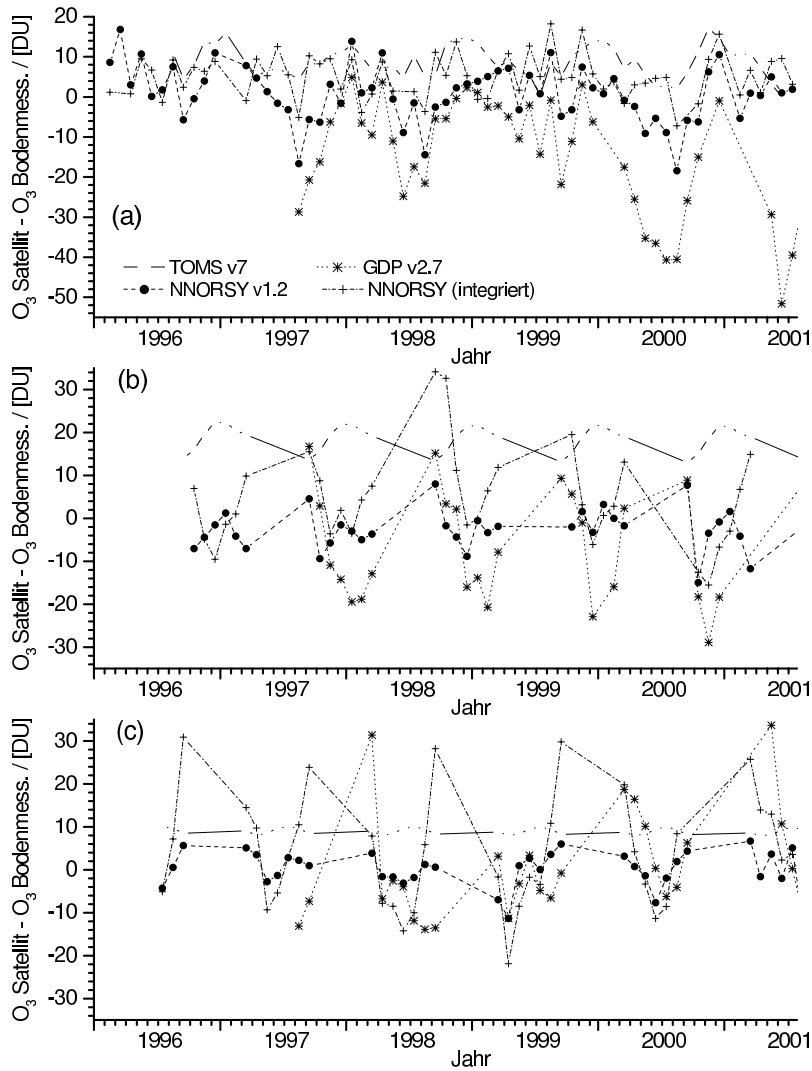 20
10
0
-10
-20
-30
-40
-50
O₃ Satellit - O₃ Bodenmess. / [DU]
(a)
TOMS v7
GDP v2.7
NNORSY v1.2
NNORSY (integriert)
1996 1997 1998 1999 2000 2001
Jahr
(b)
30
20
10
0
-10
-20
-30
O₃ Satellit - O₃ Bodenmess. / [DU]
1996 1997 1998 1999 2000 2001
Jahr
(c)
30
20
10
0
-10
-20
-30
O₃ Satellit - O₃ Bodenmess. / [DU]
1996 1997 1998 1999 2000 2001
Jahr